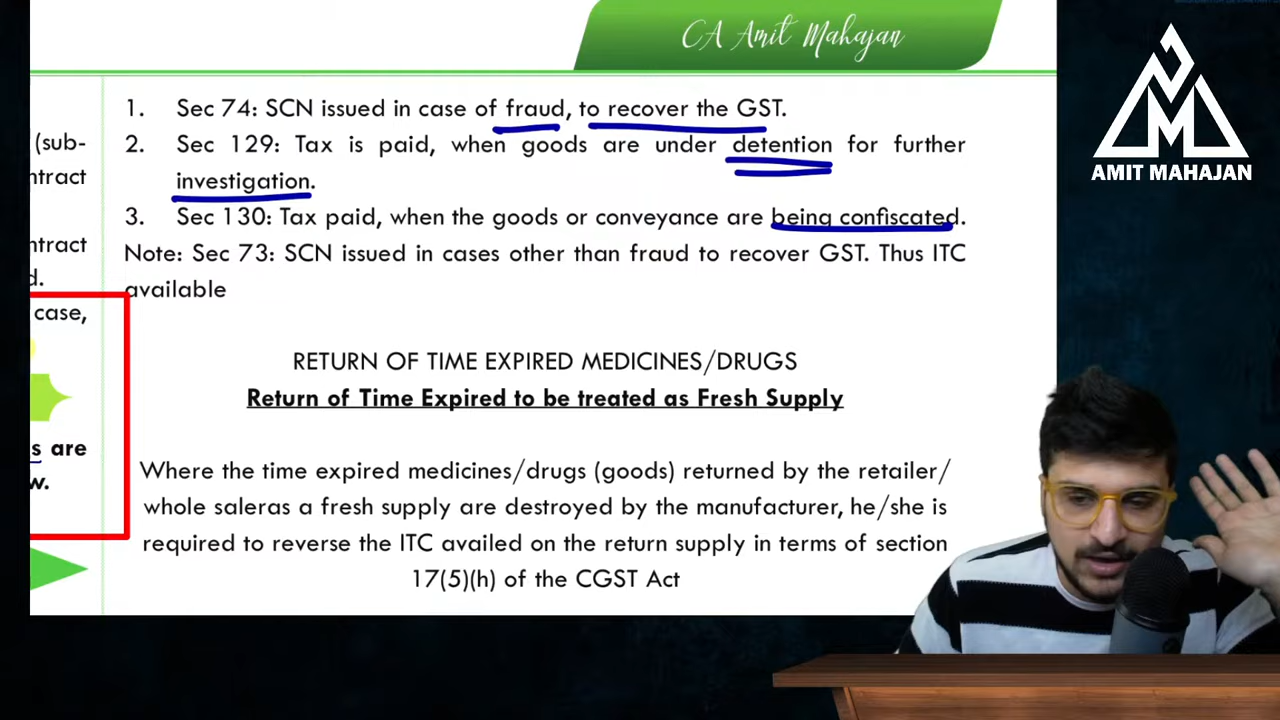 CA Amit Mahajan
1. Sec 74: SCN issued in case of fraud, to recover the GST.
2. Sec 129: Tax is paid, when goods are under detention for further
investigation.
3. Sec 130: Tax paid, when the goods or conveyance are being confiscated.
Note: Sec 73: SCN issued in cases other than fraud to recover GST. Thus ITC
available
RETURN OF TIME EXPIRED MEDICINES/DRUGS
Return of Time Expired to be treated as Fresh Supply
Where the time expired medicines/drugs (goods) returned by the retailer/
whole saleras a fresh supply are destroyed by the manufacturer, he/she is
required to reverse the ITC availed on the return supply in terms of section
17(5)(h) of the CGST Act
(sub-
ntract
ntract
d.
case,
s are
w.
AMIT MAHAJAN